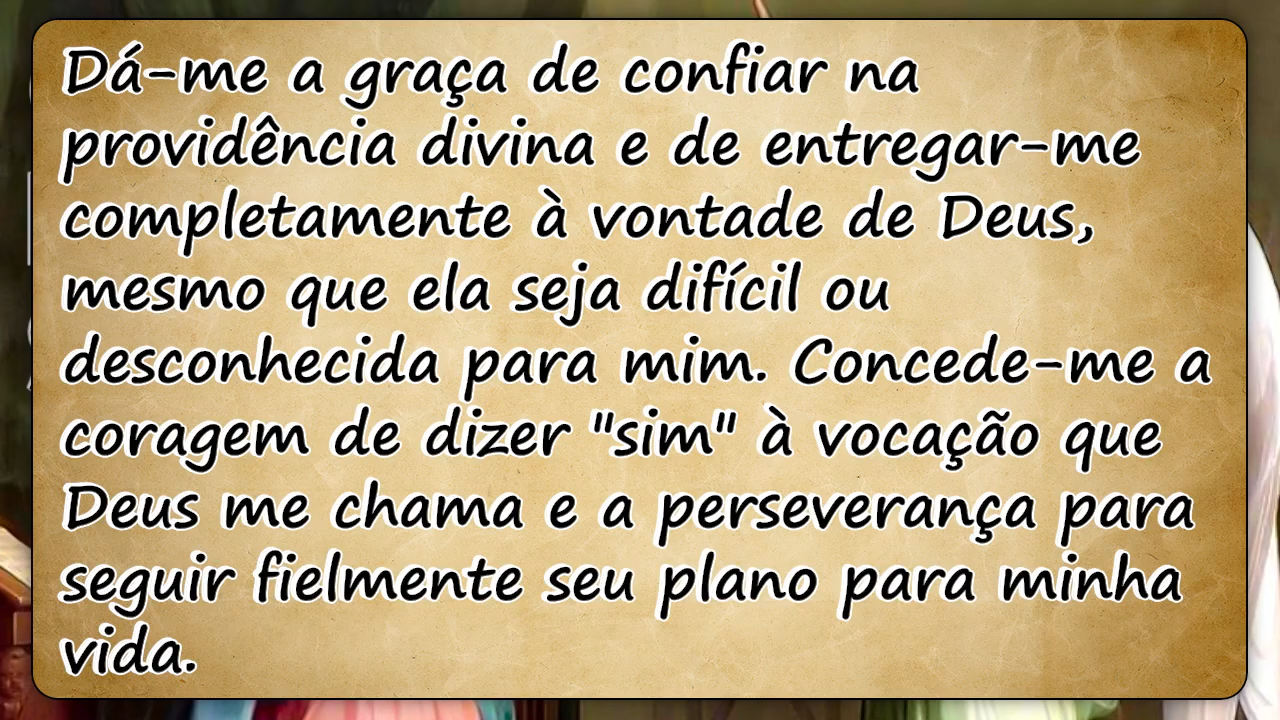 Dá-me a graça de confiar na
providência divina e de entregar-me
completamente à vontade de Deus,
mesmo que ela seja difícil ou
desconhecida para mim. Concede-me a
coragem de dizer "sim" à vocação que
Deus me chama e a perseverança para
seguir fielmente seu plano para minha
vida.